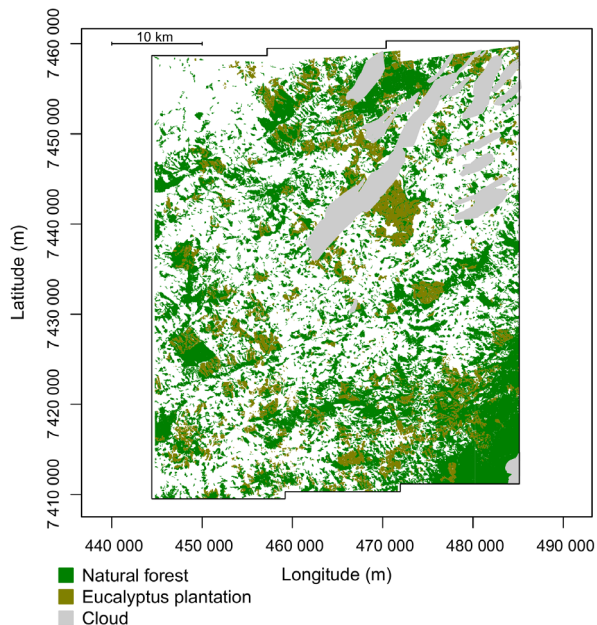 10 km
7 460 000
7 450 000
7 440 000
7 430 000
7 420 000
7 410 000
Latitude (m)
440 000 450 000 460 000 470 000 480 000 490 000
Longitude (m)
Natural forest
Eucalyptus plantation
Cloud